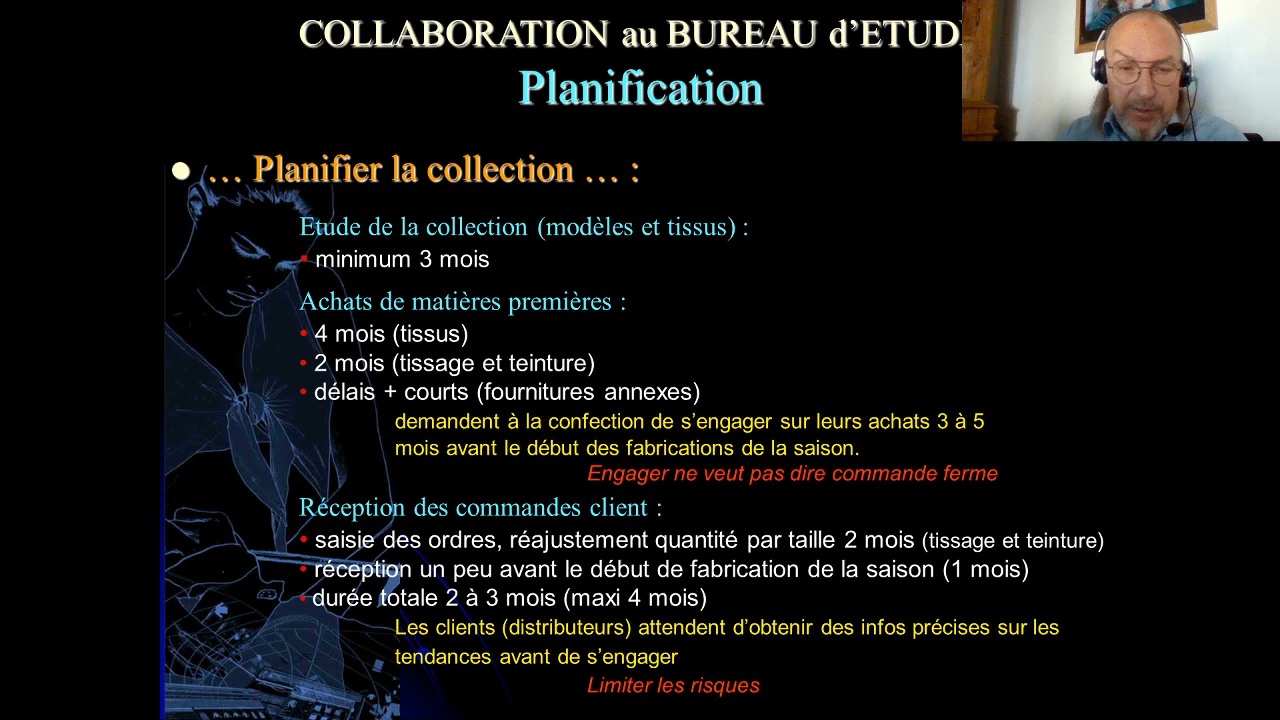 COLLABORATION au BUREAU d’ETUD
Planification
… Planifier la collection … :
Etude de la collection (modèles et tissus) :
• minimum 3 mois
Achats de matières premières :
• 4 mois (tissus)
• 2 mois (tissage et teinture)
• délais + courts (fournitures annexes)
demandent à la confection de s’engager sur leurs achats 3 à 5
mois avant le début des fabrications de la saison.
Engager ne veut pas dire commande ferme
Réception des commandes client :
• saisie des ordres, réajustement quantité par taille 2 mois (tissage et teinture)
• réception un peu avant le début de fabrication de la saison (1 mois)
• durée totale 2 à 3 mois (maxi 4 mois)
Les clients (distributeurs) attendent d’obtenir des infos précises sur les
tendances avant de s’engager
Limiter les risques